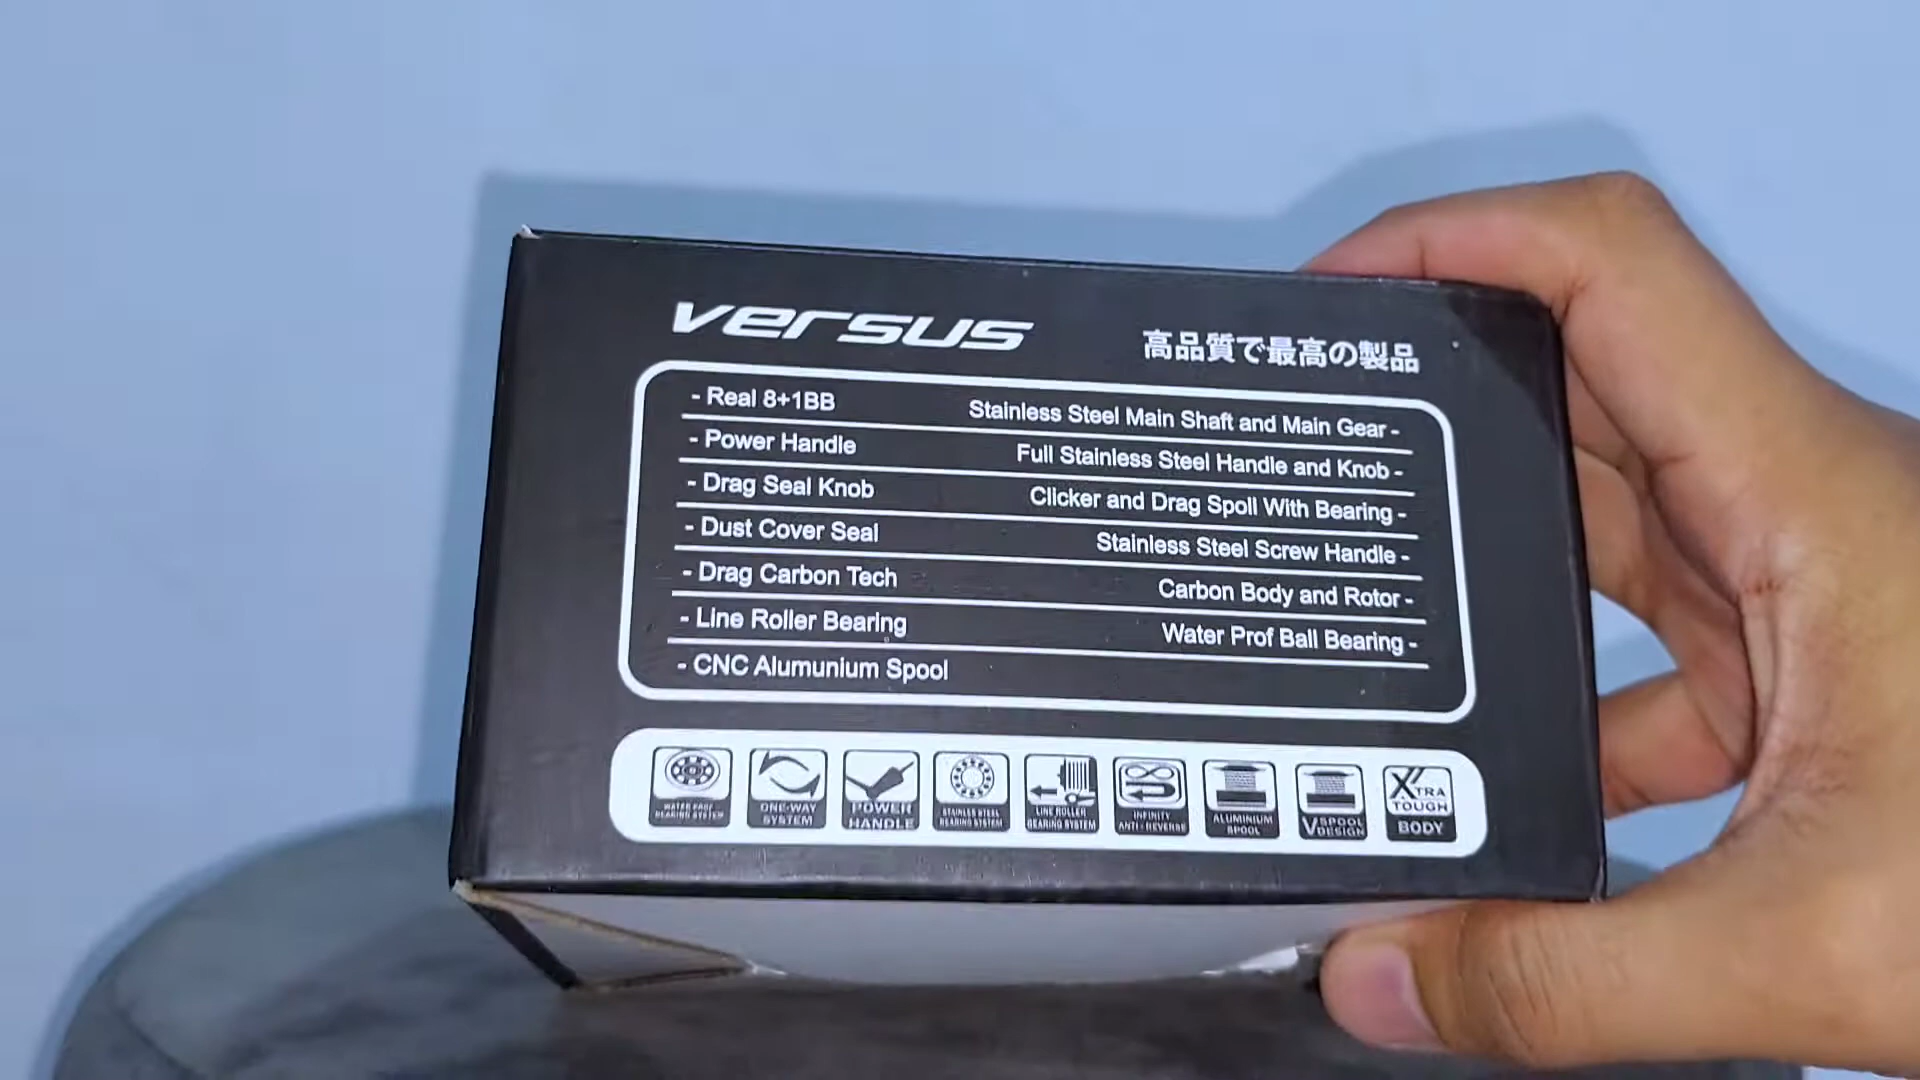 versus
高品質で最高の製品
- Real 8+1BB
Stainless Steel Main Shaft and Main Gear -
- Power Handle
Full Stainless Steel Handle and Knob -
- Drag Seal Knob
Clicker and Drag Spoll With Bearing -
- Dust Cover Seal
Stainless Steel Screw Handle -
- Drag Carbon Tech
Carbon Body and Rotor -
- Line Roller Bearing
Water Prof Ball Bearing -
- CNC Alumunium Spool
WATER PROF
BEARING SYSTEM
ONE-WAY
SYSTEM
POWER
HANDLE
STAINLESS STEEL
BEARING SYSTEM
LINE ROLLER
BEARING SYSTEM
INFINITY
ANTI-REVERSE
ALUMINIUM
SPOOL
V SPOOL
DESIGN
XTRA
TOUGH
BODY